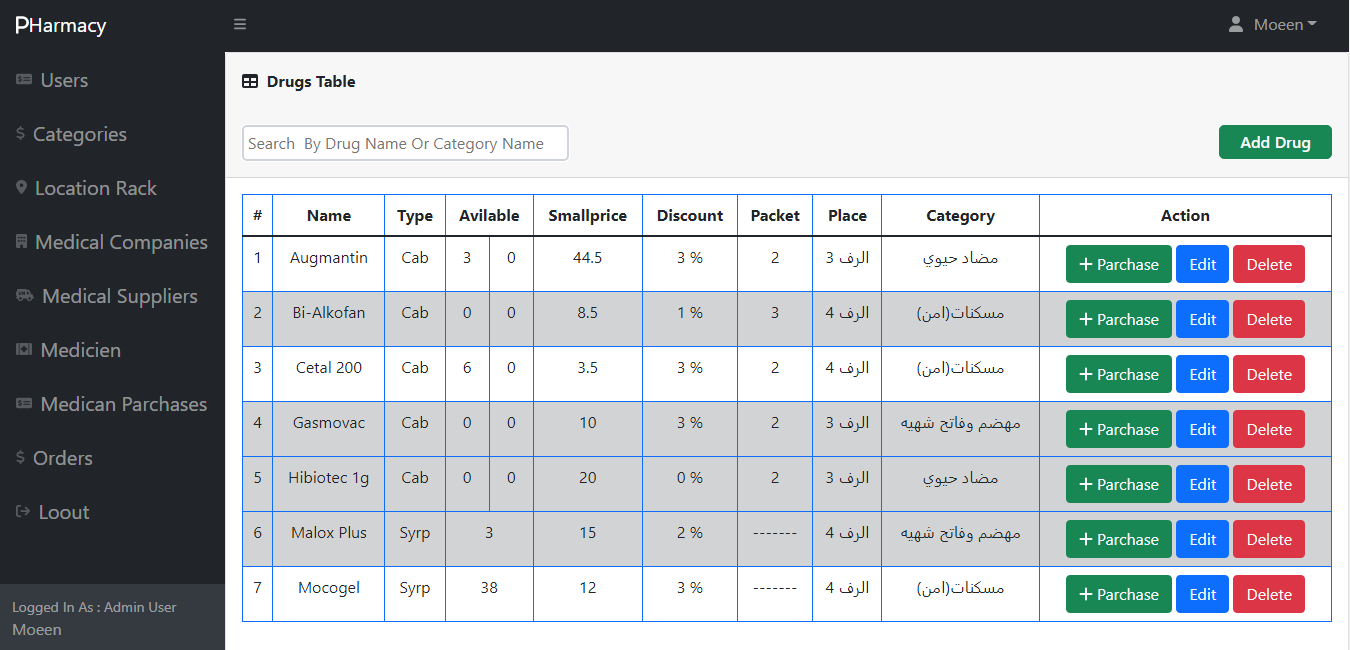 PHarmacy
Moeen
Users
Categories
Location Rack
Medical Companies
Medical Suppliers
Medicien
Medican Parchases
Orders
Loout
Logged In As : Admin User
Moeen
Drugs Table
Search By Drug Name Or Category Name
Add Drug
# Name Type Avilable Smallprice Discount Packet Place Category Action
1 Augmantin Cab 3 0 44.5 3 % 2 الرف 3 مضاد حيوي + Parchase Edit Delete
2 Bi-Alkofan Cab 0 0 8.5 1 % 3 الرف 4 مسكنات(امن) + Parchase Edit Delete
3 Cetal 200 Cab 6 0 3.5 3 % 2 الرف 4 مسكنات(امن) + Parchase Edit Delete
4 Gasmovac Cab 0 0 10 3 % 2 الرف 3 مهضم وفاتح شهيه + Parchase Edit Delete
5 Hibiotec 1g Cab 0 0 20 0 % 2 الرف 3 مضاد حيوي + Parchase Edit Delete
6 Malox Plus Syrp 3 15 2 % ------- الرف 4 مهضم وفاتح شهيه + Parchase Edit Delete
7 Mocogel Syrp 38 12 3 % ------- الرف 4 مسكنات(امن) + Parchase Edit Delete